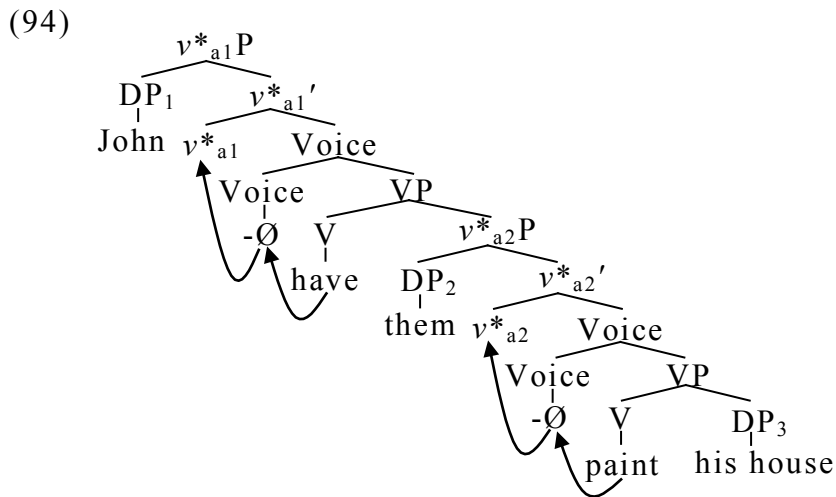 (94)
v*a1P
DP1 v*a1′
John v*a1 Voice
Voice VP
-Ø V v*a2P
have DP2 v*a2′
them v*a2 Voice
Voice VP
-Ø V DP3
paint his house